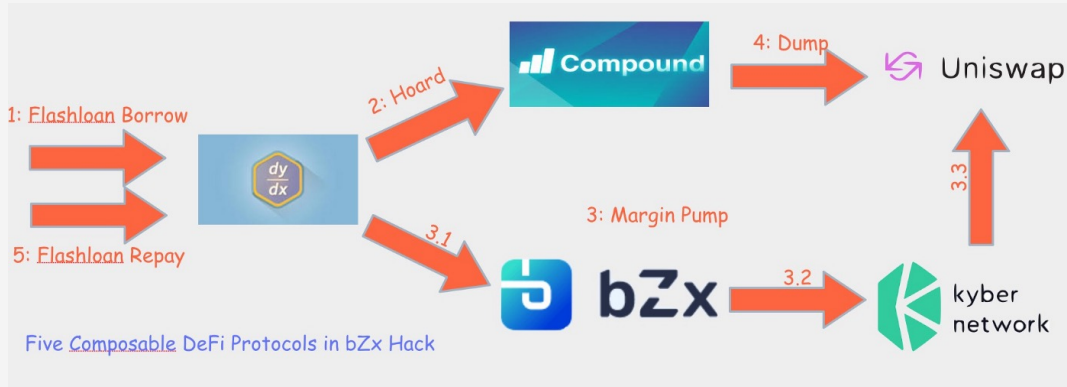 4: Dump
Compound
Uniswap
2: Hoard
1: Flashloan Borrow
dy
dx
3.3
3: Margin Pump
3.1
5: Flashloan Repay
3.2
bZx
kyber
network
Five Composable DeFi Protocols in bZx Hack